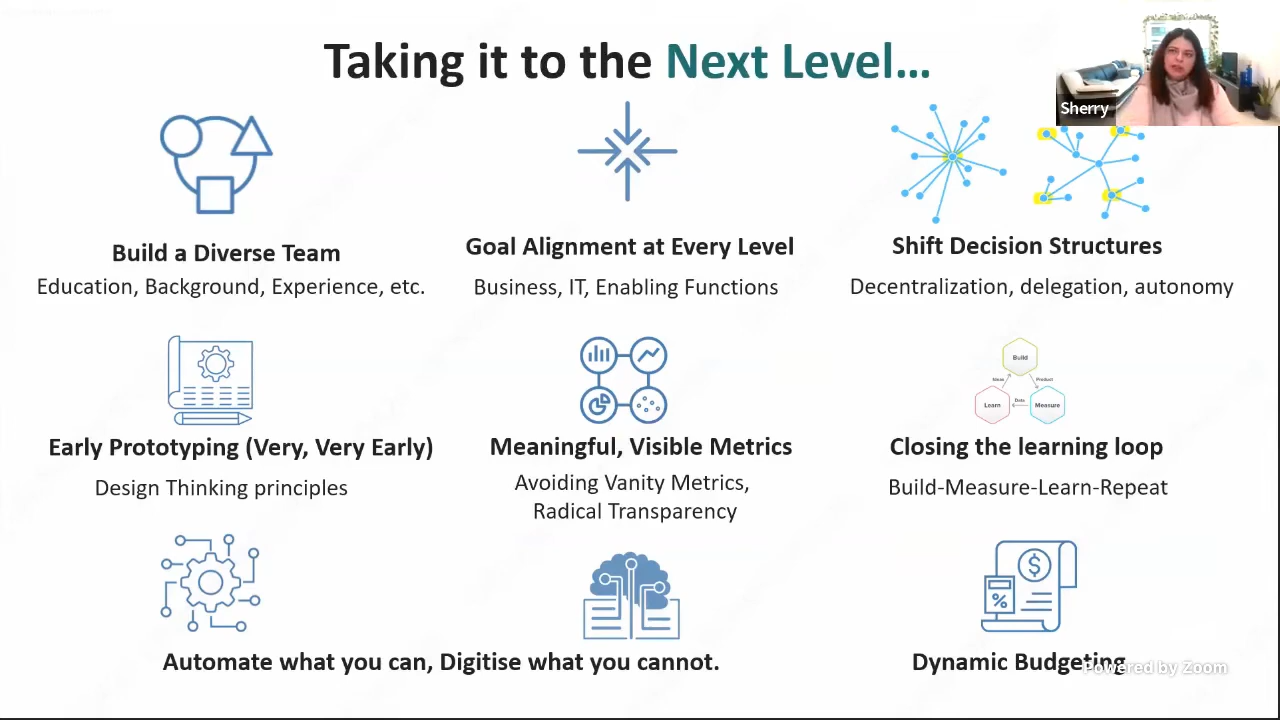 Taking it to the Next Level…
Sherry
Build a Diverse Team
Education, Background, Experience, etc.
Goal Alignment at Every Level
Business, IT, Enabling Functions
Shift Decision Structures
Decentralization, delegation, autonomy
Early Prototyping (Very, Very Early)
Design Thinking principles
Meaningful, Visible Metrics
Avoiding Vanity Metrics,
Radical Transparency
Build
Ideas
Product
Learn
Data
Measure
Closing the learning loop
Build-Measure-Learn-Repeat
Automate what you can, Digitise what you cannot.
$
%
Dynamic Budgeting
Powered by Zoom